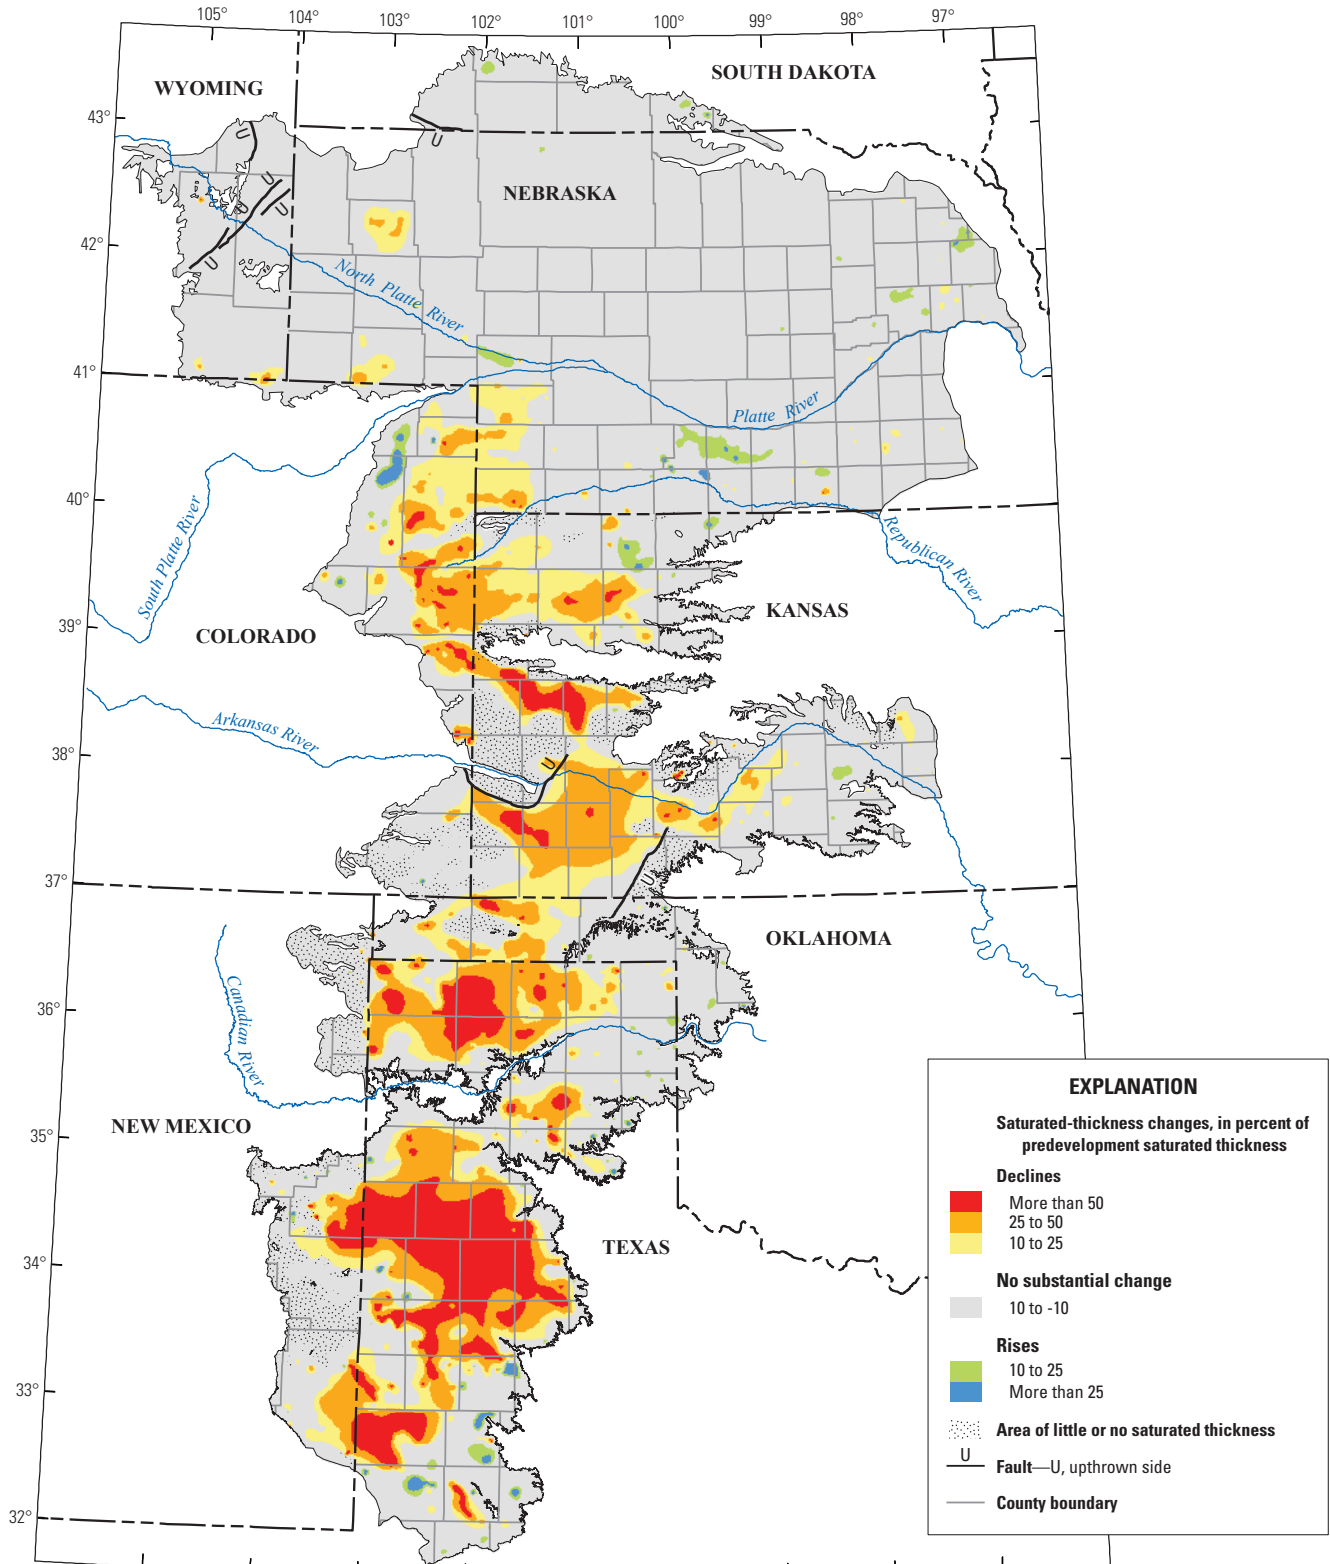 105°
104°
103°
102°
101°
100°
99°
98°
97°
SOUTH DAKOTA
WYOMING
43°
U
U
NEBRASKA
U
U
U
42°
U
North Platte River
41°
Platte River
40°
South Platte River
Republican River
KANSAS
39°
COLORADO
Arkansas River
38°
U
37°
U
OKLAHOMA
36°
Canadian River
NEW MEXICO
35°
TEXAS
34°
33°
32°
EXPLANATION
Saturated-thickness changes, in percent of
predevelopment saturated thickness
Declines
More than 50
25 to 50
10 to 25
No substantial change
10 to -10
Rises
10 to 25
More than 25
Area of little or no saturated thickness
U
Fault—U, upthrown side
County boundary